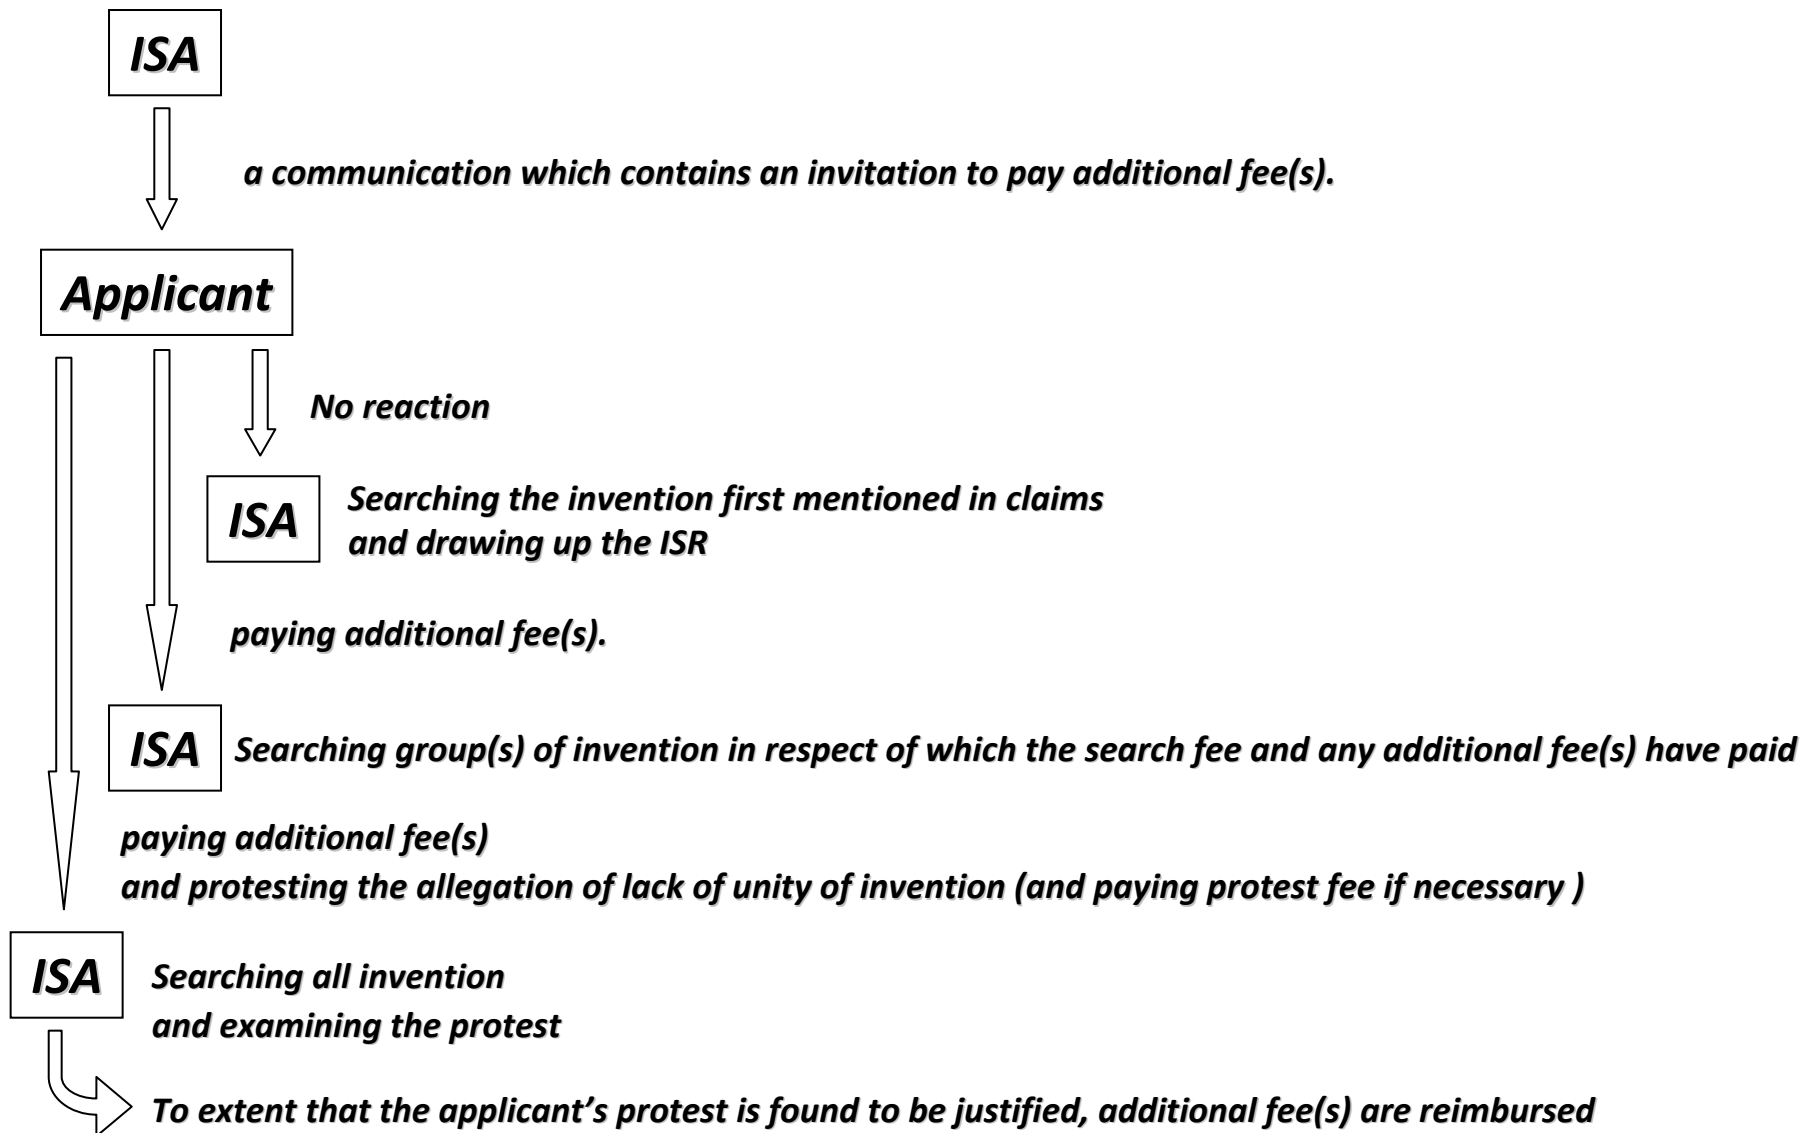 ISA
a communication which contains an invitation to pay additional fee(s).
Applicant
No reaction
ISA
Searching the invention first mentioned in claims
and drawing up the ISR
paying additional fee(s).
ISA
Searching group(s) of invention in respect of which the search fee and any additional fee(s) have paid
paying additional fee(s)
and protesting the allegation of lack of unity of invention (and paying protest fee if necessary )
ISA
Searching all invention
and examining the protest
To extent that the applicant’s protest is found to be justified, additional fee(s) are reimbursed